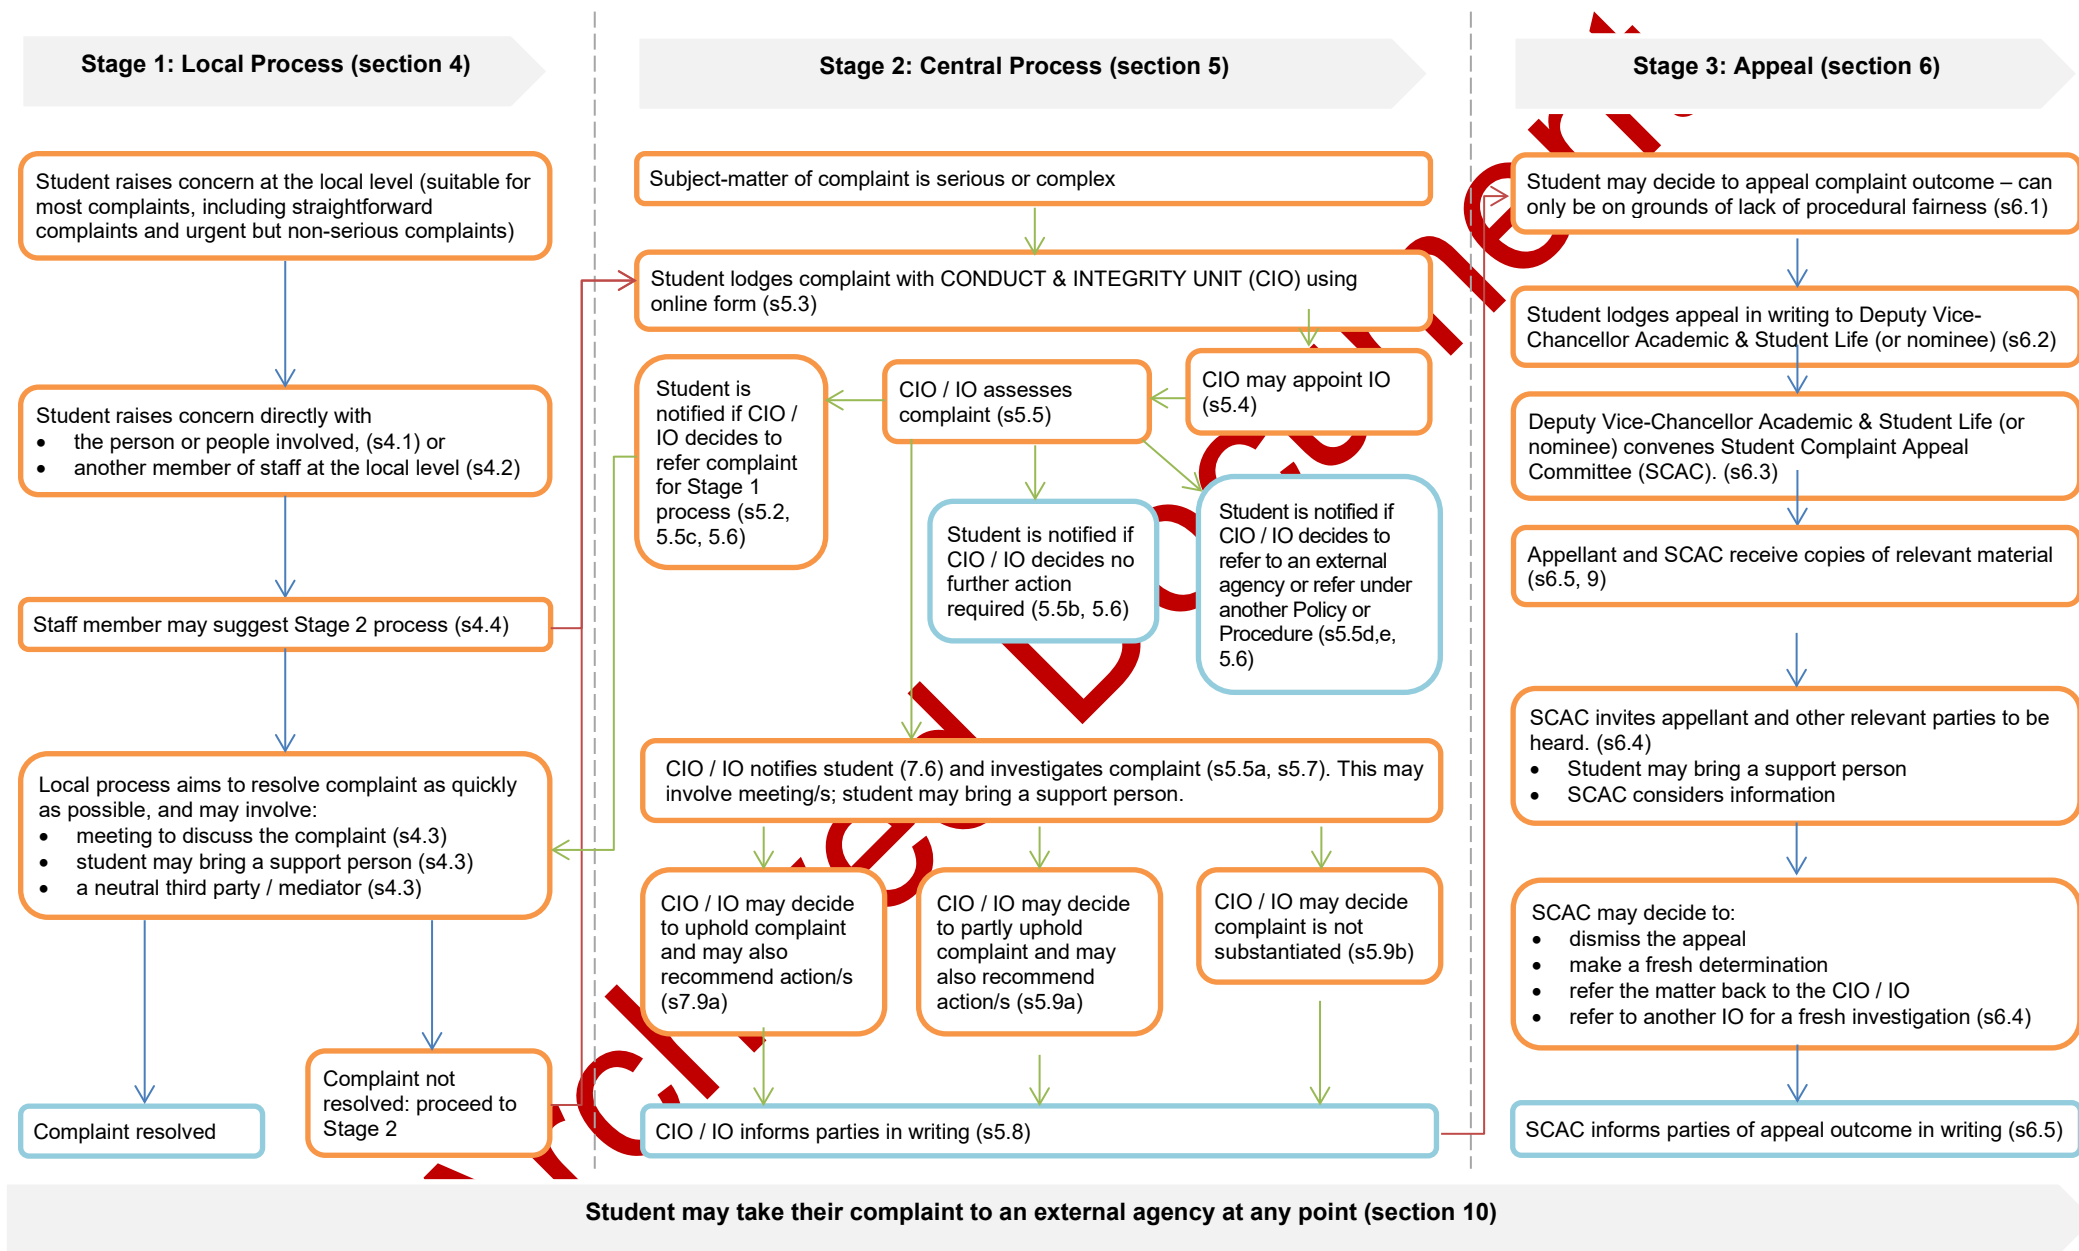 Stage 1: Local Process (section 4)
Student raises concern at the local level (suitable for
most complaints, including straightforward
complaints and urgent but non-serious complaints)
Student raises concern directly with
• the person or people involved, (s4.1) or
• another member of staff at the local level (s4.2)
Staff member may suggest Stage 2 process (s4.4)
Local process aims to resolve complaint as quickly
as possible, and may involve:
• meeting to discuss the complaint (s4.3)
• student may bring a support person (s4.3)
• a neutral third party / mediator (s4.3)
Complaint not
resolved: proceed to
Stage 2
Complaint resolved
Stage 2: Central Process (section 5)
Subject-matter of complaint is serious or complex
Student lodges complaint with CONDUCT & INTEGRITY UNIT (CIO) using
online form (s5.3)
CIO may appoint IO
(s5.4)
CIO / IO assesses
complaint (s5.5)
Student is
notified if CIO /
IO decides to
refer complaint
for Stage 1
process (s5.2,
5.5c, 5.6)
Student is notified if
CIO / IO decides no
further action
required (5.5b, 5.6)
Student is notified if
CIO / IO decides to
refer to an external
agency or refer under
another Policy or
Procedure (s5.5d,e,
5.6)
CIO / IO notifies student (7.6) and investigates complaint (s5.5a, s5.7). This may
involve meeting/s; student may bring a support person.
CIO / IO may decide
to uphold complaint
and may also
recommend action/s
(s7.9a)
CIO / IO may decide
to partly uphold
complaint and may
also recommend
action/s (s5.9a)
CIO / IO may decide
complaint is not
substantiated (s5.9b)
CIO / IO informs parties in writing (s5.8)
Stage 3: Appeal (section 6)
Student may decide to appeal complaint outcome – can
only be on grounds of lack of procedural fairness (s6.1)
Student lodges appeal in writing to Deputy Vice-
Chancellor Academic & Student Life (or nominee) (s6.2)
Deputy Vice-Chancellor Academic & Student Life (or
nominee) convenes Student Complaint Appeal
Committee (SCAC). (s6.3)
Appellant and SCAC receive copies of relevant material
(s6.5, 9)
SCAC invites appellant and other relevant parties to be
heard. (s6.4)
• Student may bring a support person
• SCAC considers information
SCAC may decide to:
• dismiss the appeal
• make a fresh determination
• refer the matter back to the CIO / IO
• refer to another IO for a fresh investigation (s6.4)
SCAC informs parties of appeal outcome in writing (s6.5)
Student may take their complaint to an external agency at any point (section 10)